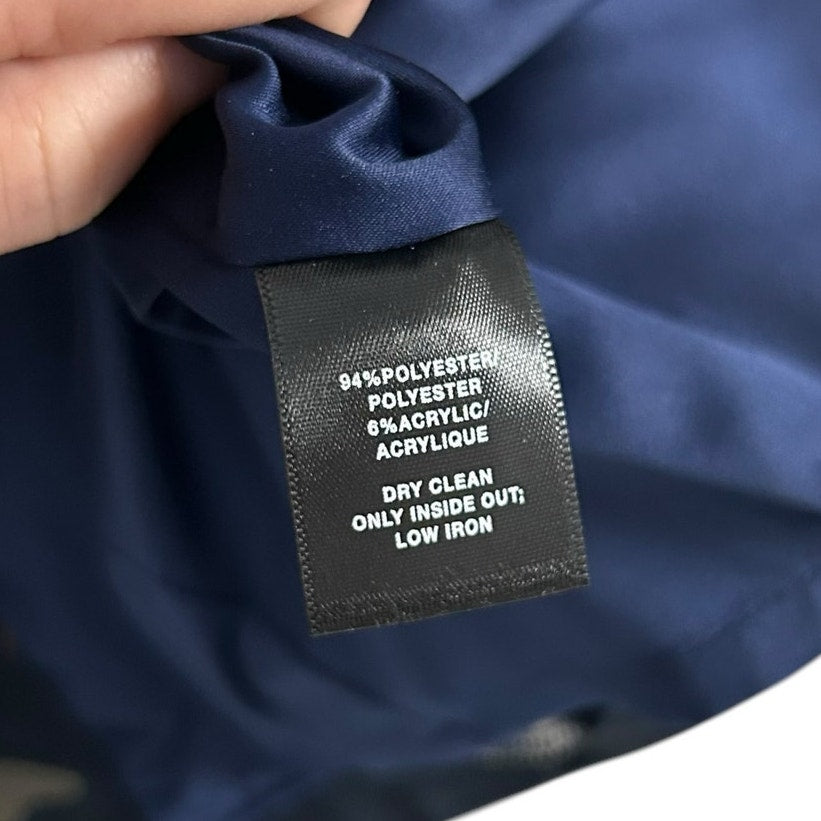 94%POLYESTER/
POLYESTER
6%ACRYLIC/
ACRYLIQUE
DRY CLEAN
ONLY INSIDE OUT;
LOW IRON